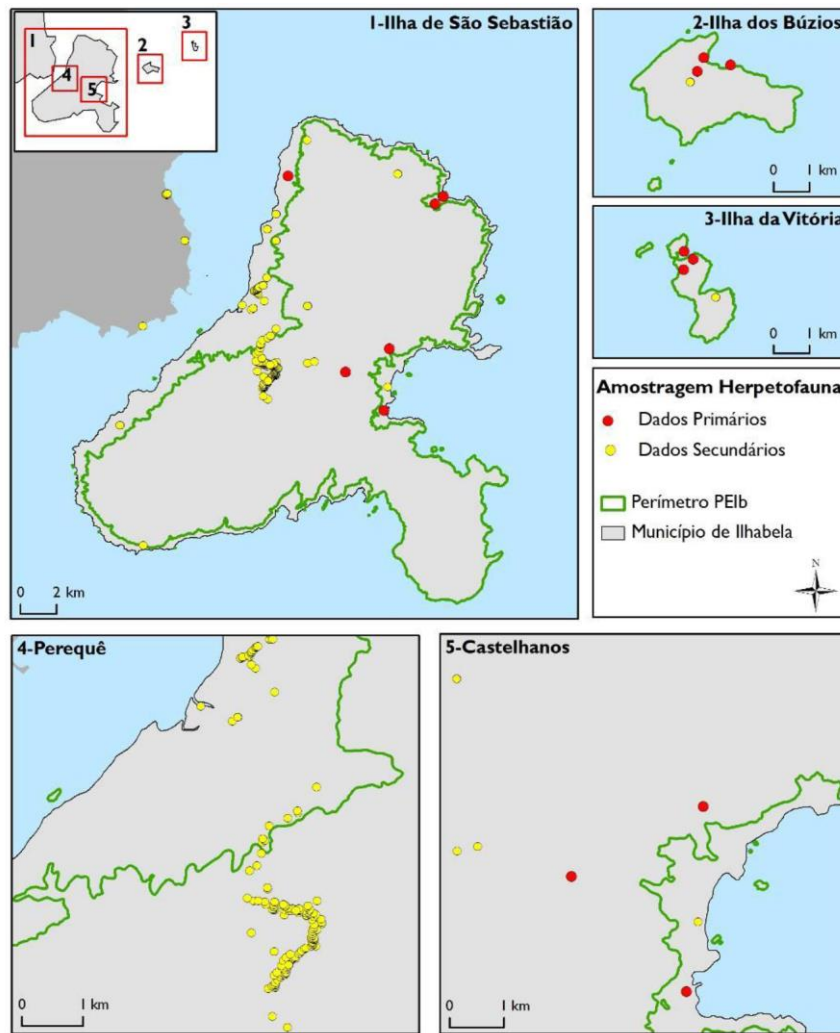 1-Ilha de São Sebastião
1
2
3
4
5
0 2 km
2-Ilha dos Búzios
0 1 km
3-Ilha da Vitória
0 1 km
Amostragem Herpetofauna
Dados Primários
Dados Secundários
Perímetro PEIb
Município de Ilhabela
N
4-Perequê
0 1 km
5-Castelhanos
0 1 km